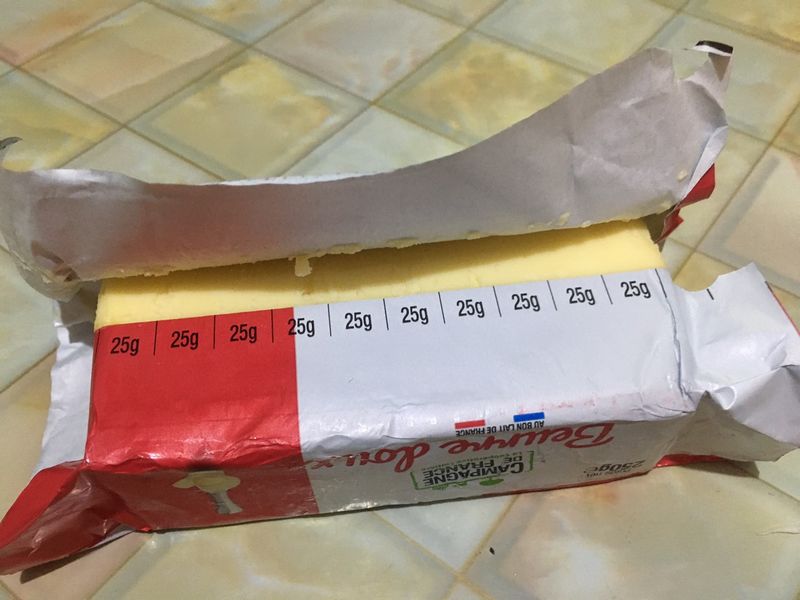 25g 25g 25g 25g 25g 25g 25g 25g 25g 25g
AU BON LAIT DE FRANCE
Beurre doux
CAMPAGNE
DE FRANCE
250g℮